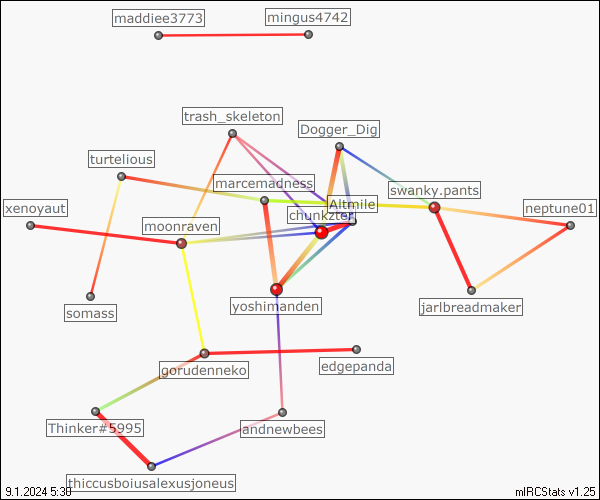 maddiee3773
mingus4742
trash_skeleton
Dogger_Dig
turtelious
marcemadness
swanky.pants
Altmile
xenoyaut
chunkzter
neptune01
moonraven
somass
yoshimanden
jarlbreadmaker
gorudenneko
edgepanda
Thinker#5995
andnewbees
thiccusboiusalexusjoneus
9.1.2024 5:30
mIRCStats v1.25